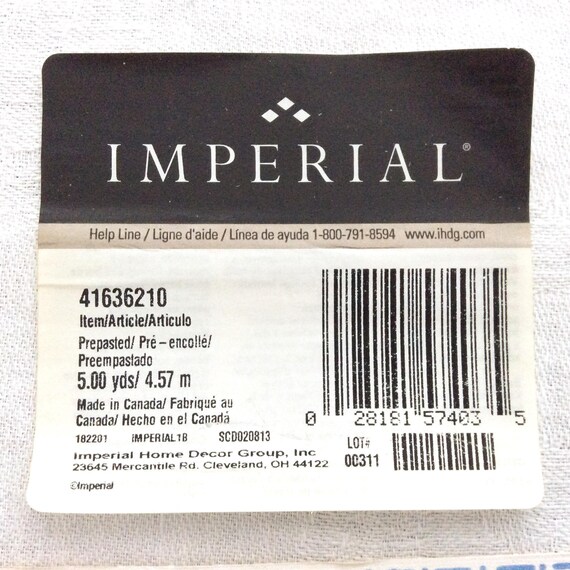 IMPERIAL®
Help Line / Ligne d'aide / Línea de ayuda 1-800-791-8594 www.ihdg.com
41636210
Item/Article/Articulo
Prepasted/ Pré-encollé/
Preempastado
5.00 yds/ 4.57 m
Made in Canada/ Fabriqué au
Canada/ Hecho en el Canadá
182201 IMPERIAL1B SCD020813
Imperial Home Decor Group, Inc
23645 Mercantile Rd. Cleveland, OH 44122
©Imperial
0 28181 57403 5
LOT#
00311